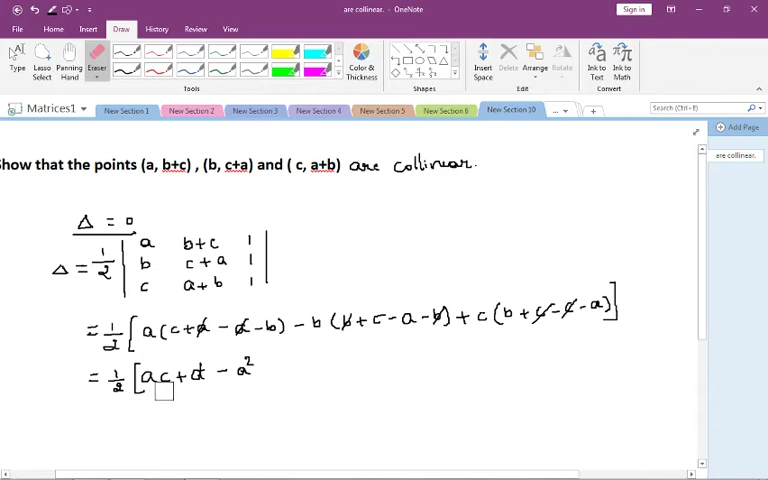 are collinear. - OneNote
Sign in
File Home Insert Draw History Review View
Type Lasso Select Panning Hand Eraser Color & Thickness Insert Space Delete Arrange Ink to Text Ink to Math
Tools Shapes Edit Convert
Matrices1 New Section 1 New Section 2 New Section 3 New Section 4 New Section 5 New Section 6 New Section 10 ... Search (Ctrl+E)
Add Page
are collinear.
Show that the points (a, b+c) , (b, c+a) and ( c, a+b) are collinear.
Δ = 0
a b+c 1
Δ = 1/2 | b c+a 1 |
c a+b 1
= 1/2 [ a(c+a - a - b) - b (b+c-a-b) + c (b+c-c-a) ]
= 1/2 [ ac + a - a²